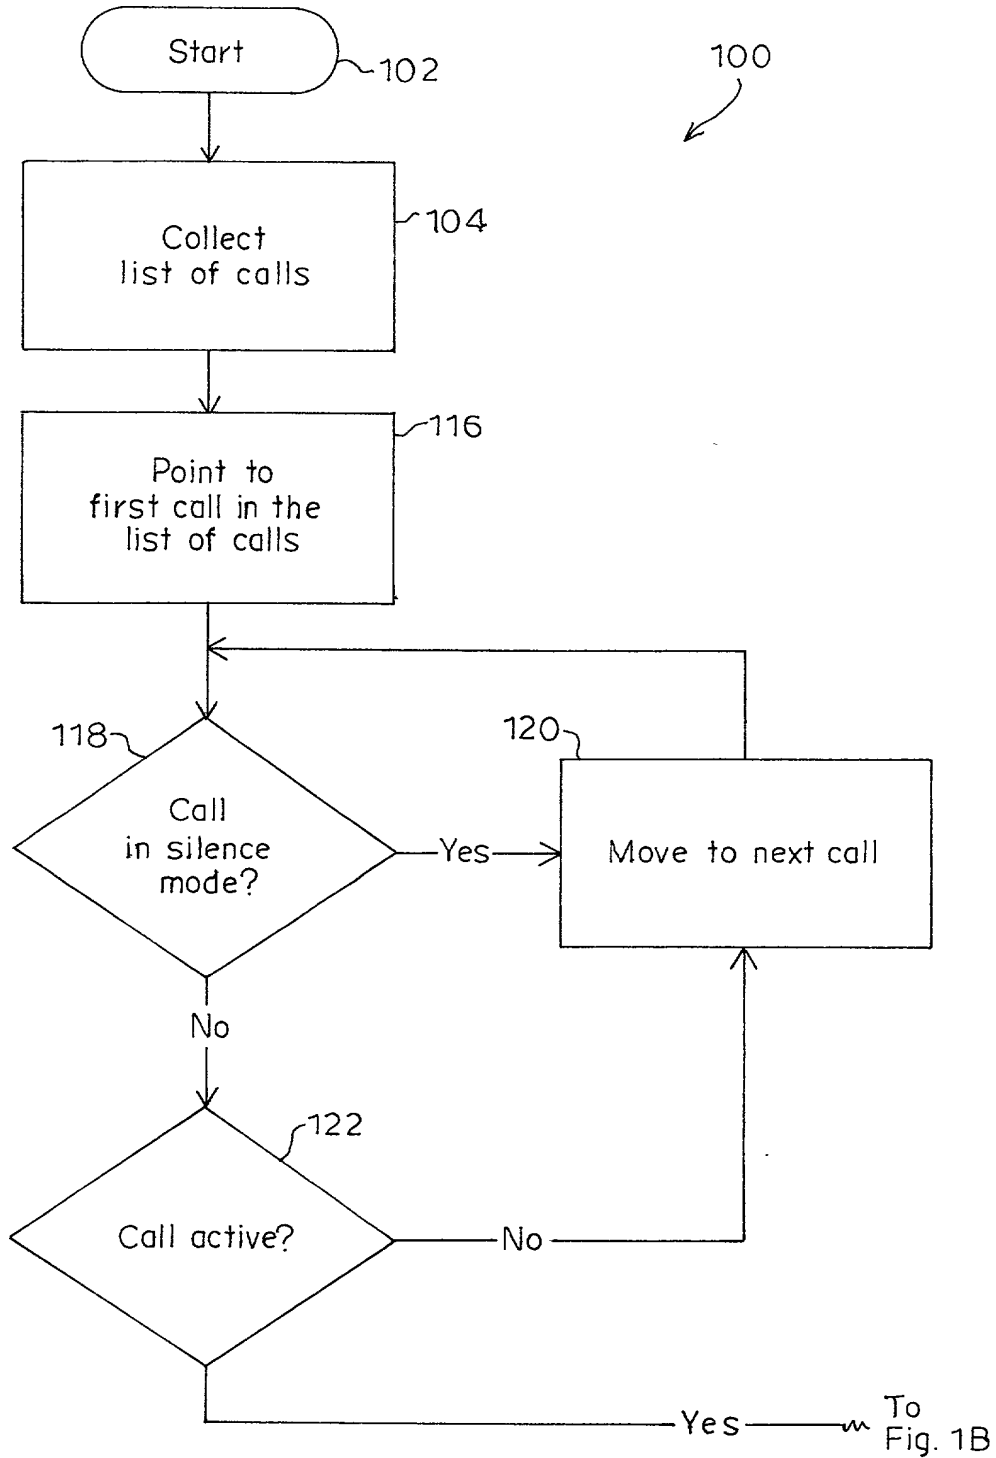 Start
102
100
Collect
list of calls
104
Point to
first call in the
list of calls
116
118
Call
in silence
mode?
Yes
120
Move to next call
No
122
Call active?
No
Yes
To
Fig. 1B